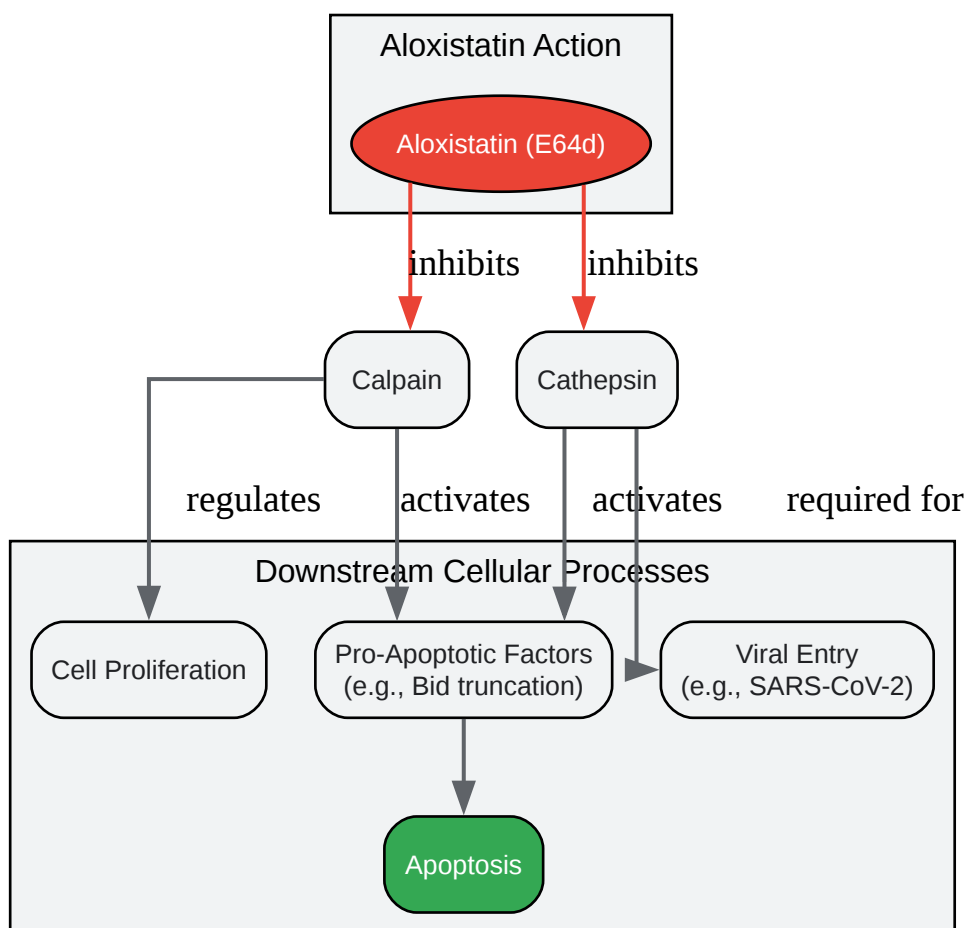 Aloxistatin Action
Aloxistatin (E64d)
inhibits
inhibits
Calpain
Cathepsin
regulates
activates
activates
required for
Downstream Cellular Processes
Cell Proliferation
Pro-Apoptotic Factors
(e.g., Bid truncation)
Viral Entry
(e.g., SARS-CoV-2)
Apoptosis